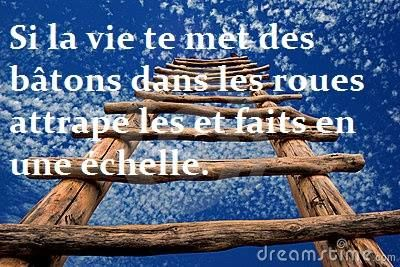 Si la vie te met des
bâtons dans les roues
attrape les et faits en
une échelle.
dreamstime.com